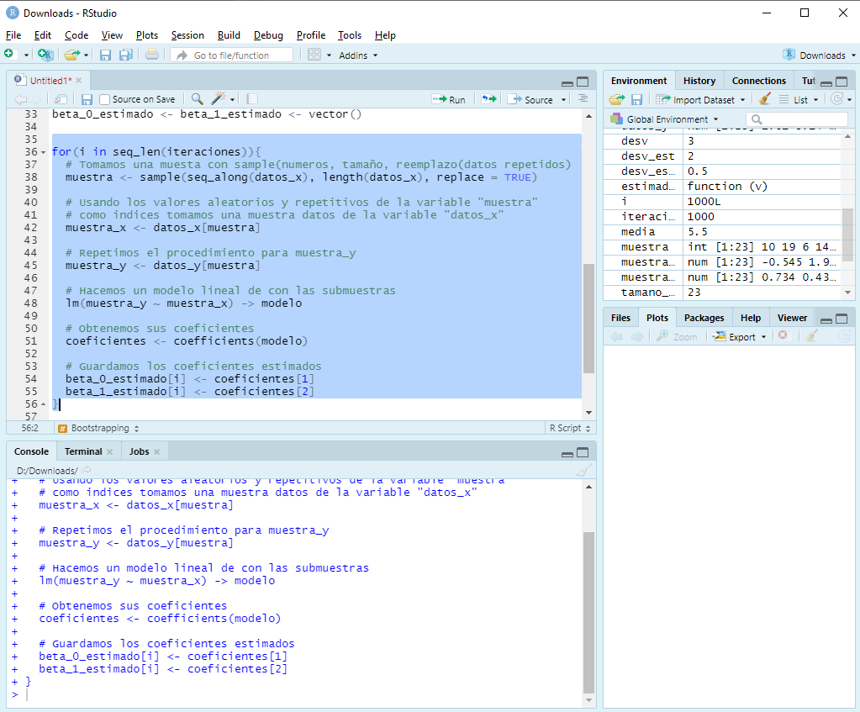 Downloads - RStudio
File Edit Code View Plots Session Build Debug Profile Tools Help
Go to file/function Addins Downloads
Untitled1*
Source on Save Run Source
33 beta_0_estimado <- beta_1_estimado <- vector()
34
35
36 for(i in seq_len(iteraciones)){
37 # Tomamos una muesta con sample(numeros, tamaño, reemplazo(datos repetidos)
38 muestra <- sample(seq_along(datos_x), length(datos_x), replace = TRUE)
39
40 # Usando los valores aleatorios y repetitivos de la variable "muestra"
41 # como indices tomamos una muestra datos de la variable "datos_x"
42 muestra_x <- datos_x[muestra]
43
44 # Repetimos el procedimiento para muestra_y
45 muestra_y <- datos_y[muestra]
46
47 # Hacemos un modelo lineal de con las submuestras
48 lm(muestra_y ~ muestra_x) -> modelo
49
50 # Obtenemos sus coeficientes
51 coeficientes <- coefficients(modelo)
52
53 # Guardamos los coeficientes estimados
54 beta_0_estimado[i] <- coeficientes[1]
55 beta_1_estimado[i] <- coeficientes[2]
56 }
57
56:2 # Bootstrapping R Script
Console Terminal Jobs
D:/Downloads/
+ # Usando los valores aleatorios y repetitivos de la variable "muestra"
+ # como indices tomamos una muestra datos de la variable "datos_x"
+ muestra_x <- datos_x[muestra]
+
+ # Repetimos el procedimiento para muestra_y
+ muestra_y <- datos_y[muestra]
+
+ # Hacemos un modelo lineal de con las submuestras
+ lm(muestra_y ~ muestra_x) -> modelo
+
+ # Obtenemos sus coeficientes
+ coeficientes <- coefficients(modelo)
+
+ # Guardamos los coeficientes estimados
+ beta_0_estimado[i] <- coeficientes[1]
+ beta_1_estimado[i] <- coeficientes[2]
+ }
>
Environment History Connections Tut
Import Dataset List
Global Environment
desv 3
desv_est 2
desv_es… 0.5
estimad… function (v)
i 1000L
iteraci… 1000
media 5.5
muestra int [1:23] 10 19 6 14…
muestra… num [1:23] -0.545 1.9…
muestra… num [1:23] 0.734 0.43…
tamano_… 23
Files Plots Packages Help Viewer
Zoom Export